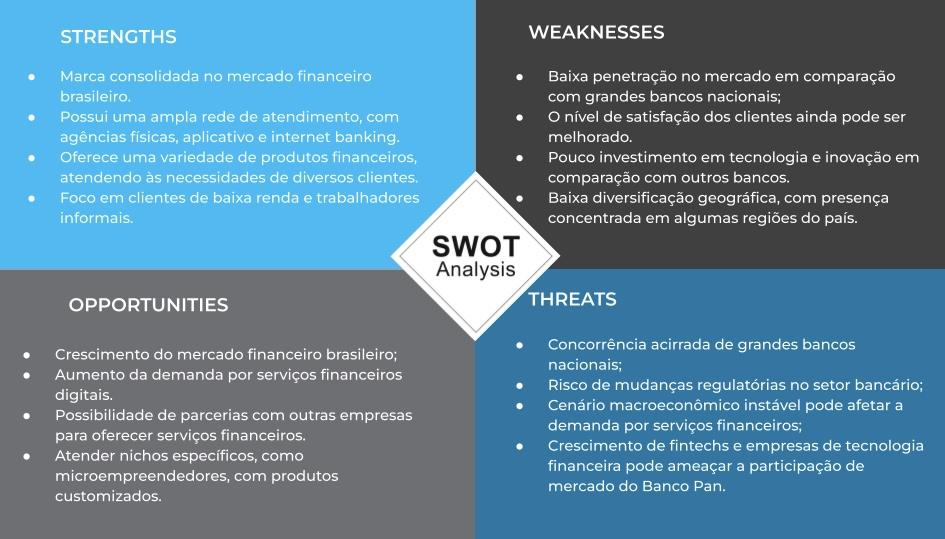 STRENGTHS
● Marca consolidada no mercado financeiro
brasileiro.
● Possui uma ampla rede de atendimento, com
agências físicas, aplicativo e internet banking.
● Oferece uma variedade de produtos financeiros,
atendendo às necessidades de diversos clientes.
● Foco em clientes de baixa renda e trabalhadores
informais.
WEAKNESSES
● Baixa penetração no mercado em comparação
com grandes bancos nacionais;
● O nível de satisfação dos clientes ainda pode ser
melhorado.
● Pouco investimento em tecnologia e inovação em
comparação com outros bancos.
● Baixa diversificação geográfica, com presença
concentrada em algumas regiões do país.
SWOT
Analysis
OPPORTUNITIES
● Crescimento do mercado financeiro brasileiro;
● Aumento da demanda por serviços financeiros
digitais.
● Possibilidade de parcerias com outras empresas
para oferecer serviços financeiros.
● Atender nichos específicos, como
microempreendedores, com produtos
customizados.
THREATS
● Concorrência acirrada de grandes bancos
nacionais;
● Risco de mudanças regulatórias no setor bancário;
● Cenário macroeconômico instável pode afetar a
demanda por serviços financeiros;
● Crescimento de fintechs e empresas de tecnologia
financeira pode ameaçar a participação de
mercado do Banco Pan.